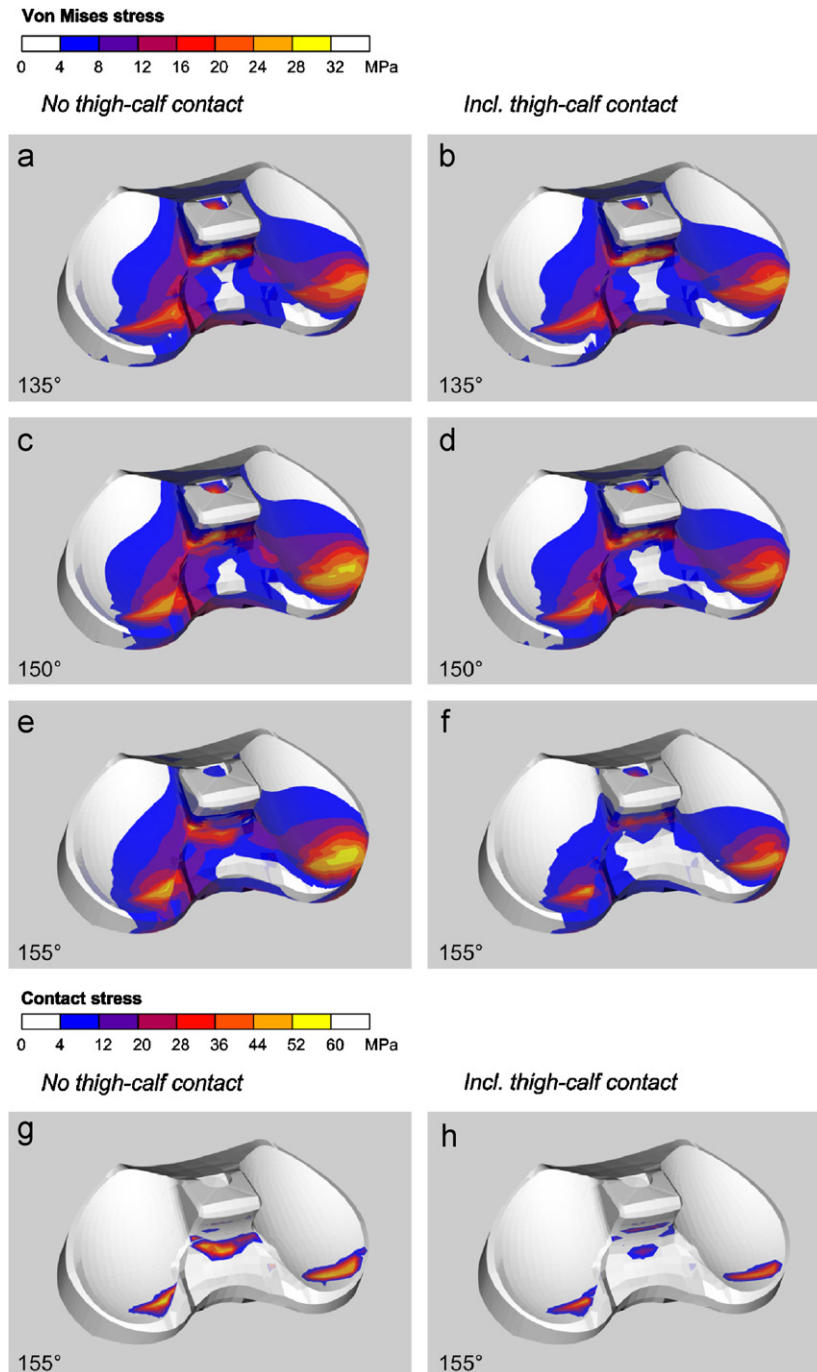 Von Mises stress
0 4 8 12 16 20 24 28 32 MPa
No thigh-calf contact Incl. thigh-calf contact
a b
135° 135°
c d
150° 150°
e f
155° 155°
Contact stress
0 4 12 20 28 36 44 52 60 MPa
No thigh-calf contact Incl. thigh-calf contact
g h
155° 155°